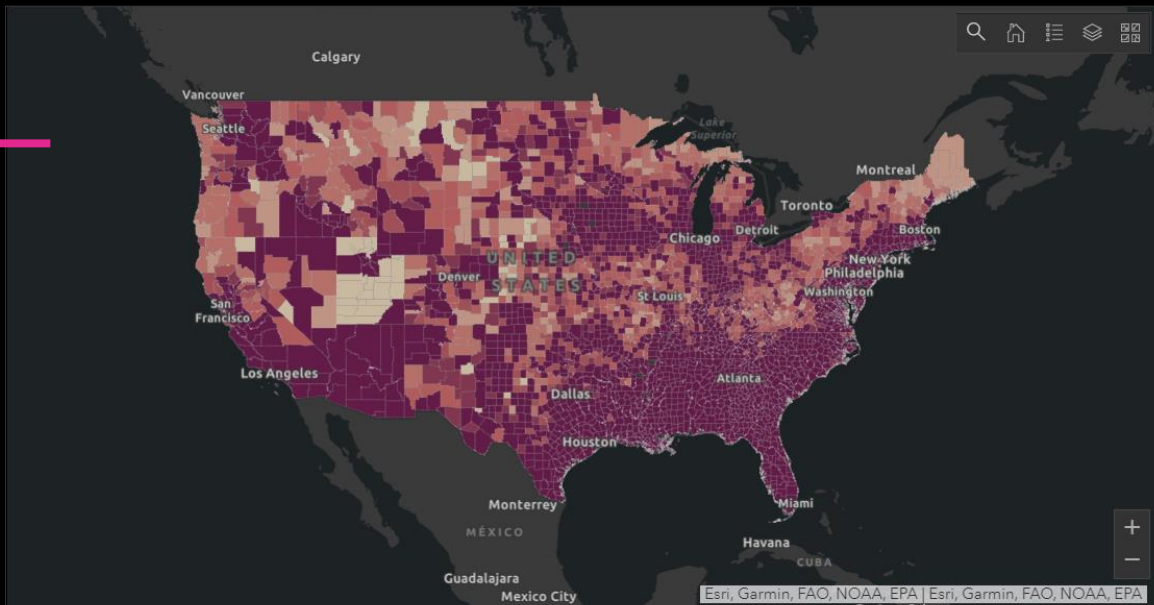 Calgary
Vancouver
Seattle
Lake
Superior
Montreal
Toronto
Boston
Chicago
Detroit
New York
UNITED
STATES
Philadelphia
Denver
Washington
St Louis
San
Francisco
Los Angeles
Atlanta
Dallas
Houston
Monterrey
Miami
MÉXICO
Havana
CUBA
Guadalajara
Mexico City
Esri, Garmin, FAO, NOAA, EPA | Esri, Garmin, FAO, NOAA, EPA